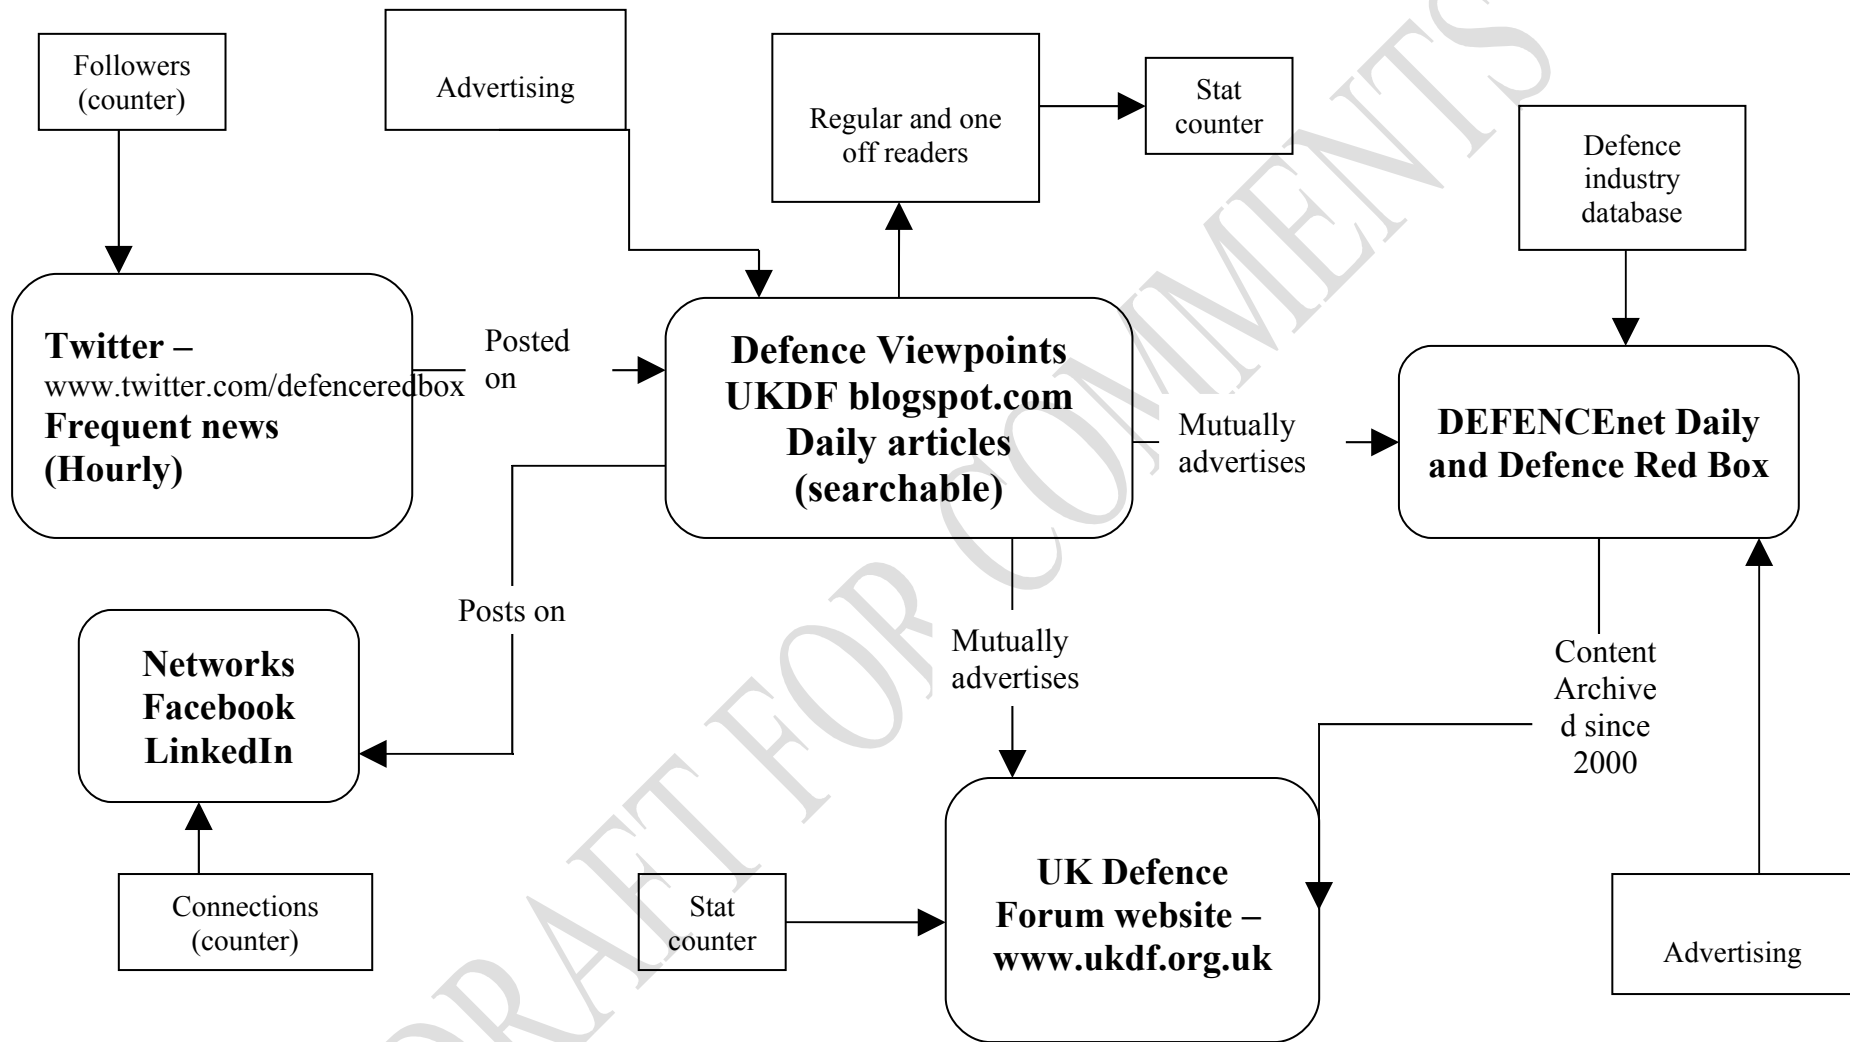 Followers
(counter)
Advertising
Regular and one
off readers
Stat
counter
Defence
industry
database
Twitter –
www.twitter.com/defenceredbox
Frequent news
(Hourly)
Posted
on
Defence Viewpoints
UKDF blogspot.com
Daily articles
(searchable)
Mutually
advertises
DEFENCEnet Daily
and Defence Red Box
Posts on
Networks
Facebook
LinkedIn
Mutually
advertises
Content
Archive
d since
2000
Connections
(counter)
Stat
counter
UK Defence
Forum website –
www.ukdf.org.uk
Advertising
DRAFT FOR COMMENTS